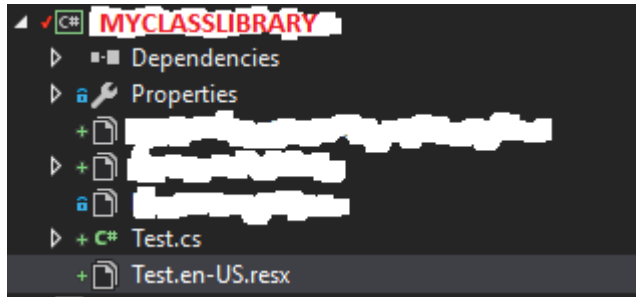 C# MYCLASSLIBRARY
Dependencies
Properties
C# Test.cs
Test.en-US.resx